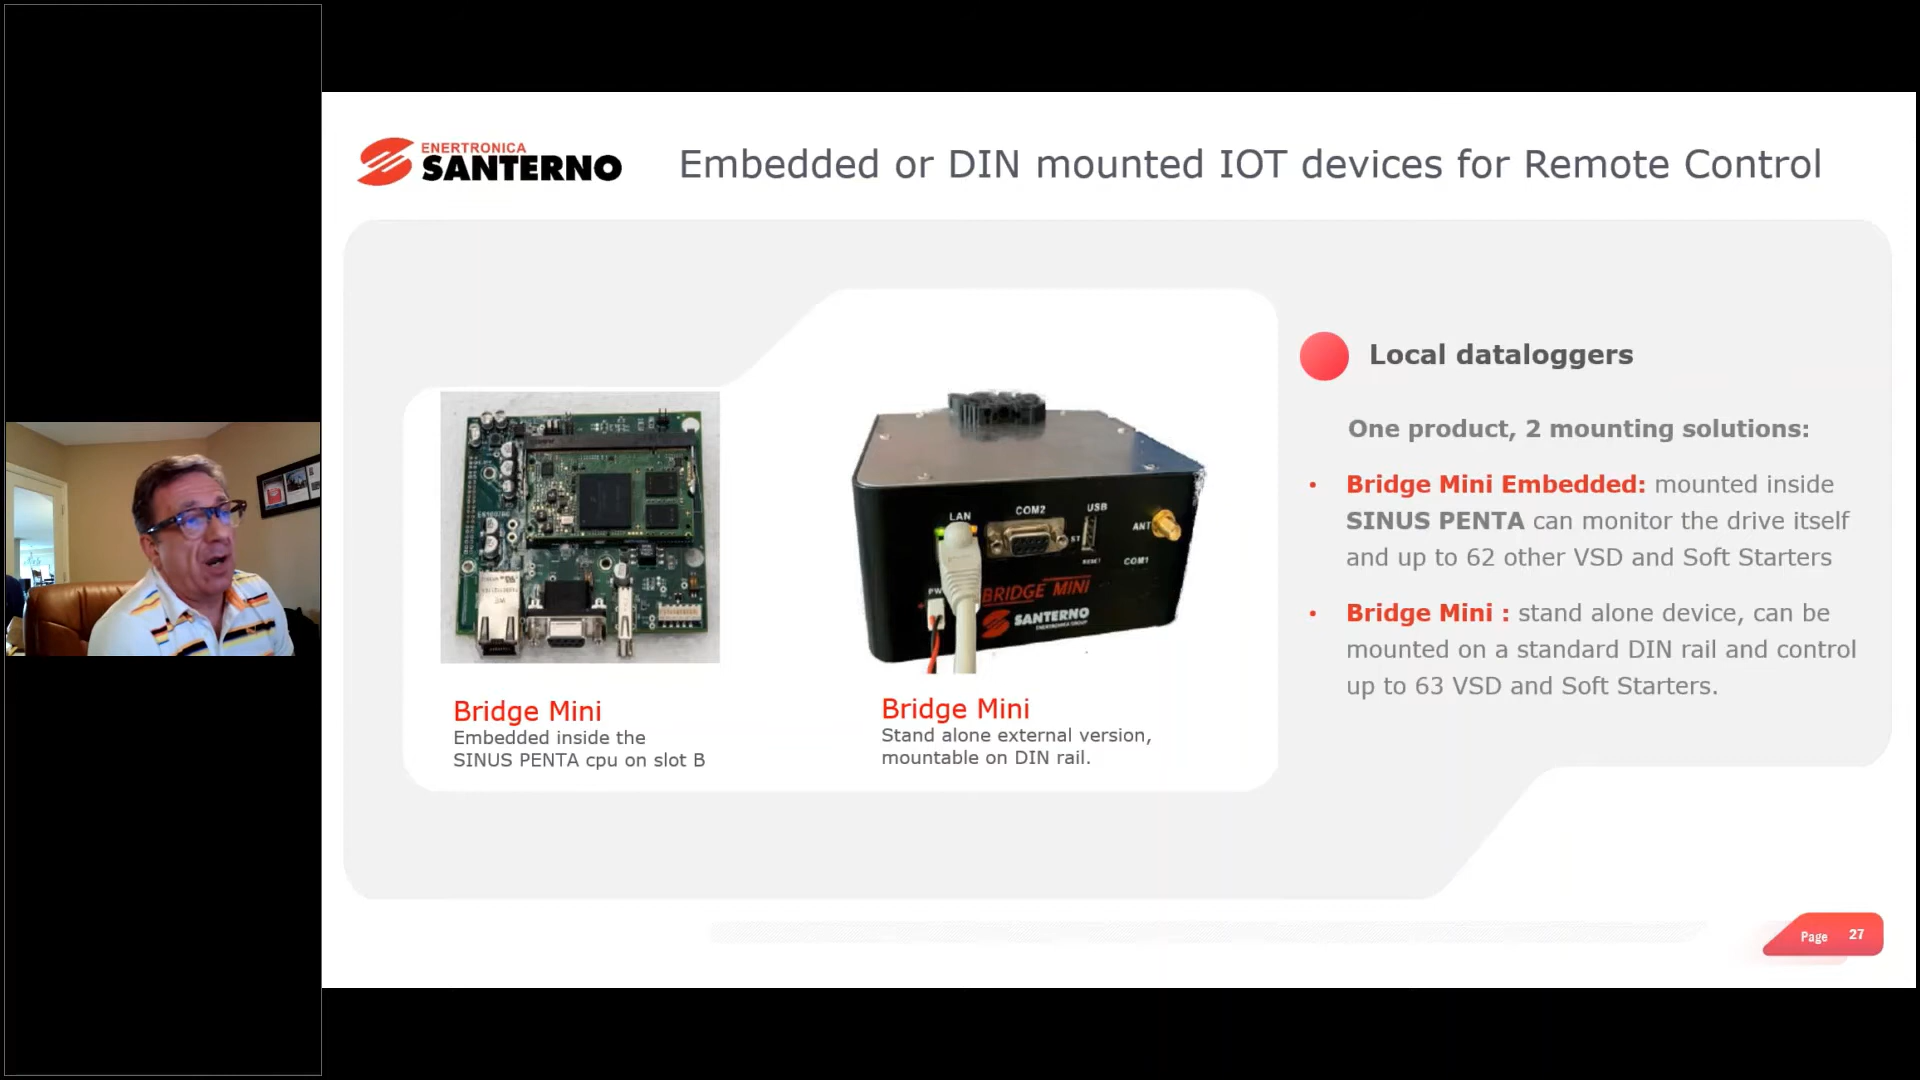 ENERTRONICA
SANTERNO
Embedded or DIN mounted IOT devices for Remote Control
Local dataloggers
One product, 2 mounting solutions:
• Bridge Mini Embedded: mounted inside
SINUS PENTA can monitor the drive itself
and up to 62 other VSD and Soft Starters
• Bridge Mini : stand alone device, can be
mounted on a standard DIN rail and control
up to 63 VSD and Soft Starters.
LAN
COM2
USB
ANT
ST
RESET
COM1
BRIDGE MINI
SANTERNO
ENERTRONICA GROUP
Bridge Mini
Embedded inside the
SINUS PENTA cpu on slot B
Bridge Mini
Stand alone external version,
mountable on DIN rail.
Page 27